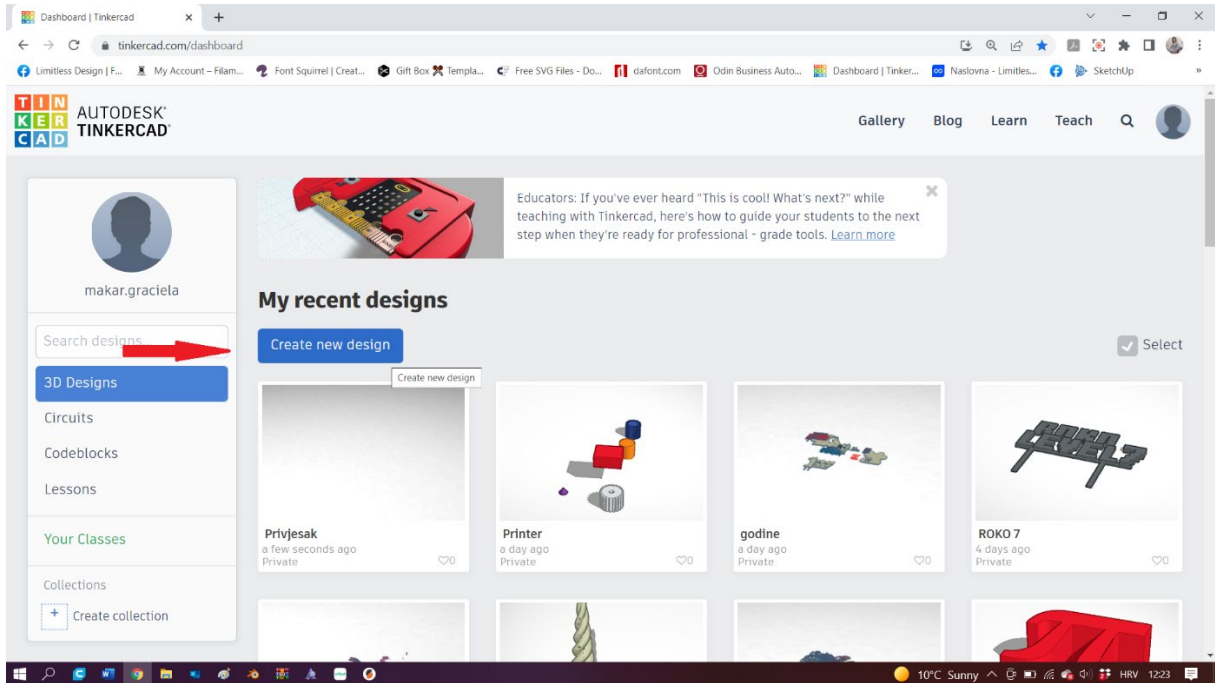 Dashboard | Tinkercad
tinkercad.com/dashboard
Limitless Design | F...
My Account – Filam...
Font Squirrel | Creat...
Gift Box
Templa...
Free SVG Files - Do...
dafont.com
Odin Business Auto...
Dashboard | Tinker...
Naslovna - Limitles...
SketchUp
»
TIN
KER
CAD
AUTODESK®
TINKERCAD®
Gallery
Blog
Learn
Teach
Educators: If you've ever heard "This is cool! What's next?" while
teaching with Tinkercad, here's how to guide your students to the next
step when they're ready for professional - grade tools. Learn more
makar.graciela
Search designs...
3D Designs
Circuits
Codeblocks
Lessons
Your Classes
Collections
+ Create collection
My recent designs
Create new design
Select
Create new design
Privjesak
a few seconds ago
Private
0
Printer
a day ago
Private
0
godine
a day ago
Private
0
ROKO LEVEL 7
ROKO 7
4 days ago
Private
0
10°C Sunny
HRV
12:23